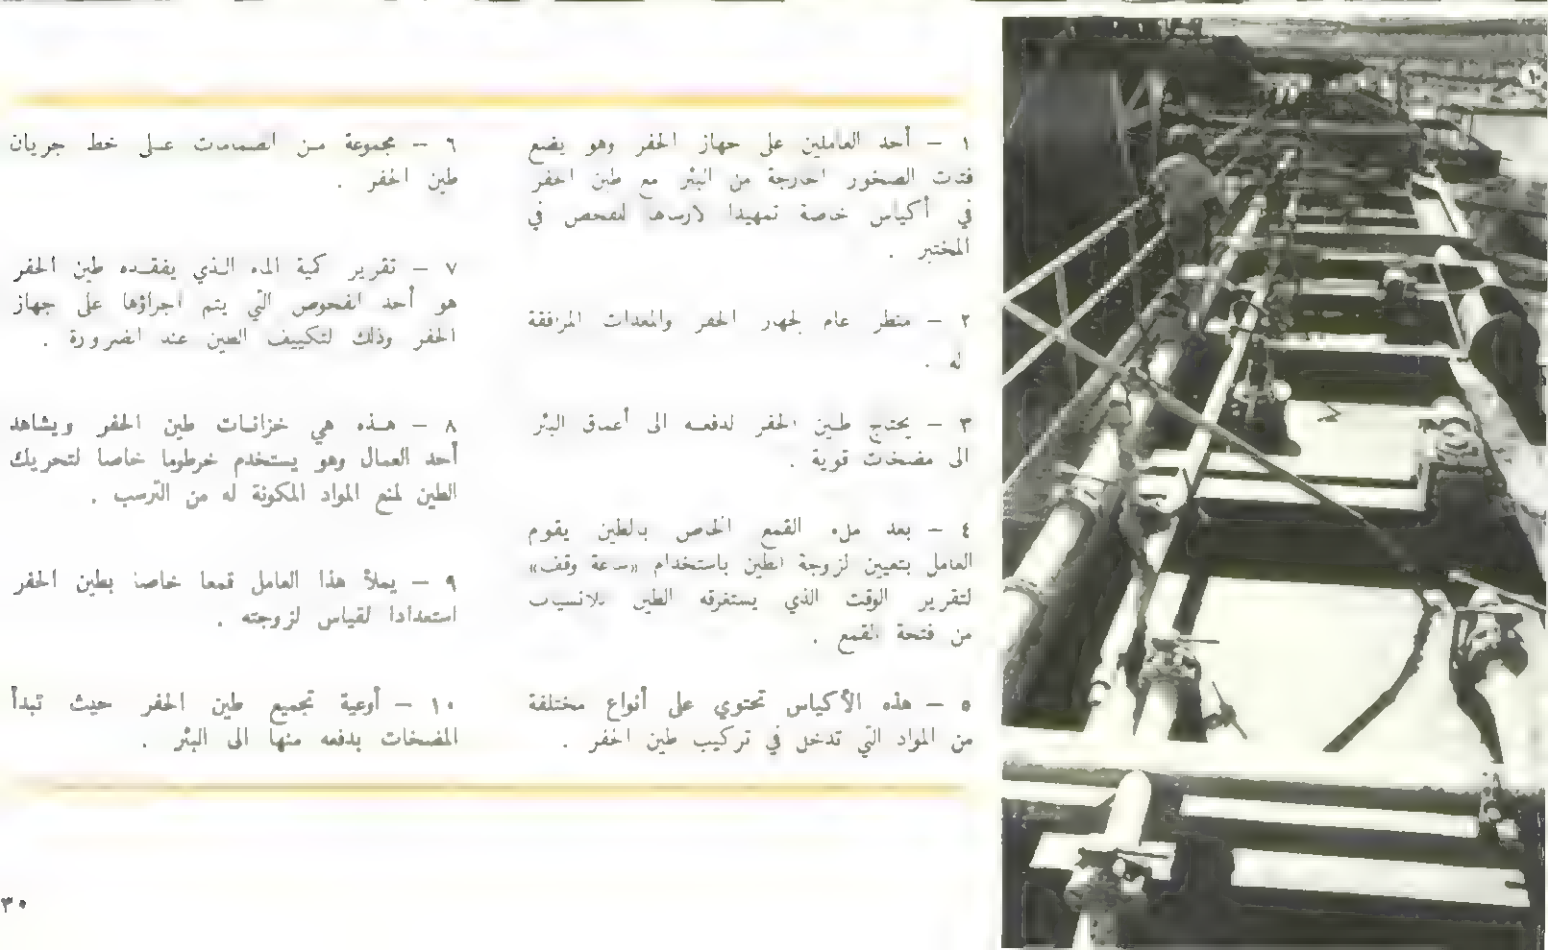 ١ – أحد العاملين على جهاز الحفر وهو يضع
فتات الصخور الخارجة من البئر مع طين الحفر
في أكياس خاصة تمهيدا لارسالها للفحص في
المختبر .
٢ – منظر عام لجهاز الحفر والمعدات المرافقة
له .
٣ – يحتاج طين الحفر لدفعه الى أعماق البئر
الى مضخات قوية .
٤ – بعد ملء القمع الخاص بالطين يقوم
العامل بتعيين لزوجة الطين باستخدام «ساعة وقف»
لتقرير الوقت الذي يستغرقه الطين للانسياب
من فتحة القمع .
٥ – هذه الأكياس تحتوي على أنواع مختلفة
من المواد التي تدخل في تركيب طين الحفر .
٦ – مجموعة من الصمامات على خط جريان
طين الحفر .
٧ – تقرير كمية الماء الذي يفقده طين الحفر
هو أحد الفحوص التي يتم اجراؤها على جهاز
الحفر وذلك لتكييف الطين عند الضرورة .
٨ – هذه هي خزانات طين الحفر ويشاهد
أحد العمال وهو يستخدم خرطوما خاصا لتحريك
الطين لمنع المواد المكونة له من الترسب .
٩ – يملأ هذا العامل قمعا خاصا بطين الحفر
استعدادا لقياس لزوجته .
١٠ – أوعية تجميع طين الحفر حيث تبدأ
المضخات بدفعه منها الى البئر .
١٠
٣٠